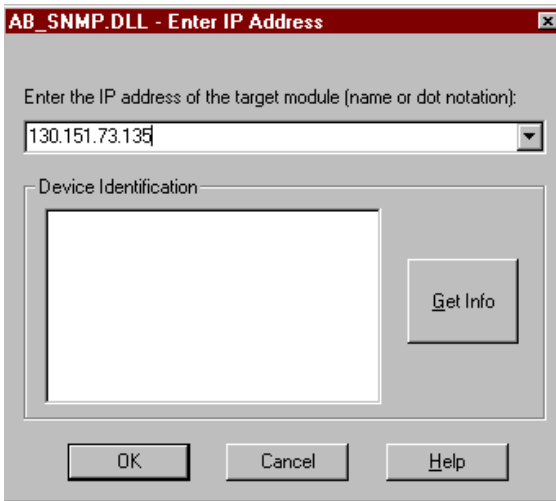 AB_SNMP.DLL - Enter IP Address
Enter the IP address of the target module (name or dot notation):
130.151.73.135
Device Identification
Get Info
OK Cancel Help